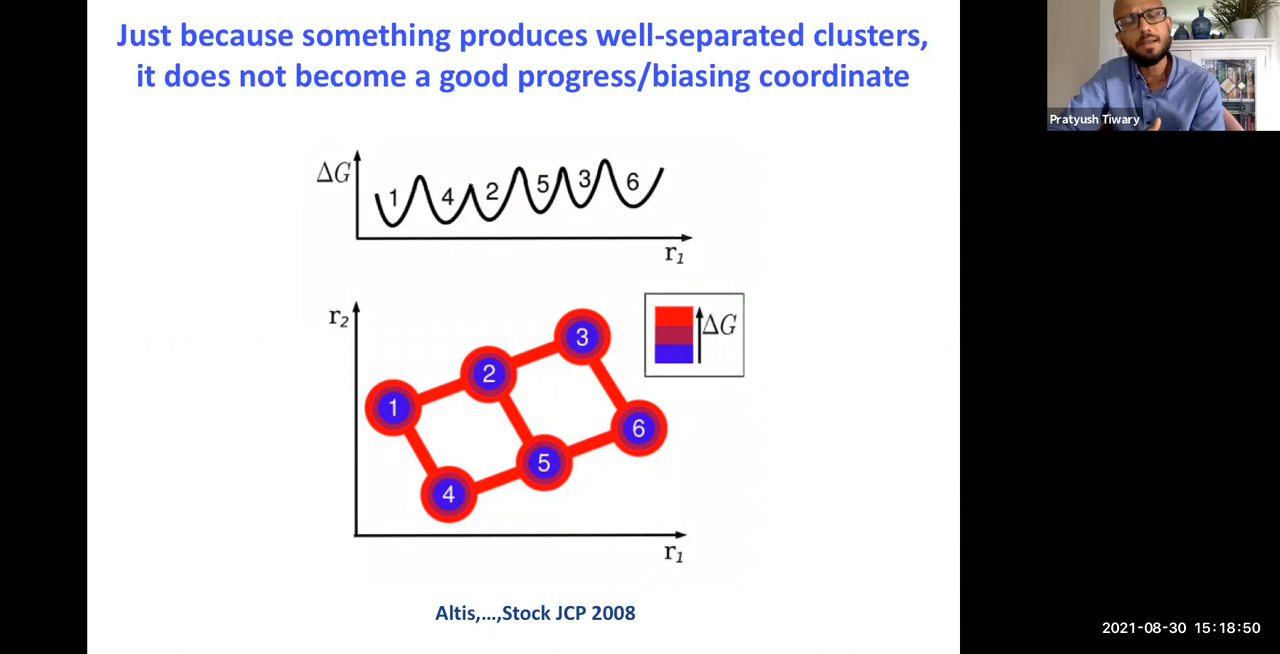 Just because something produces well-separated clusters,
it does not become a good progress/biasing coordinate
Pratyush Tiwary
ΔG
1 4 2 5 3 6
r1
r2
ΔG
3
2
1
6
5
4
r1
Altis,...,Stock JCP 2008
2021-08-30 15:18:50